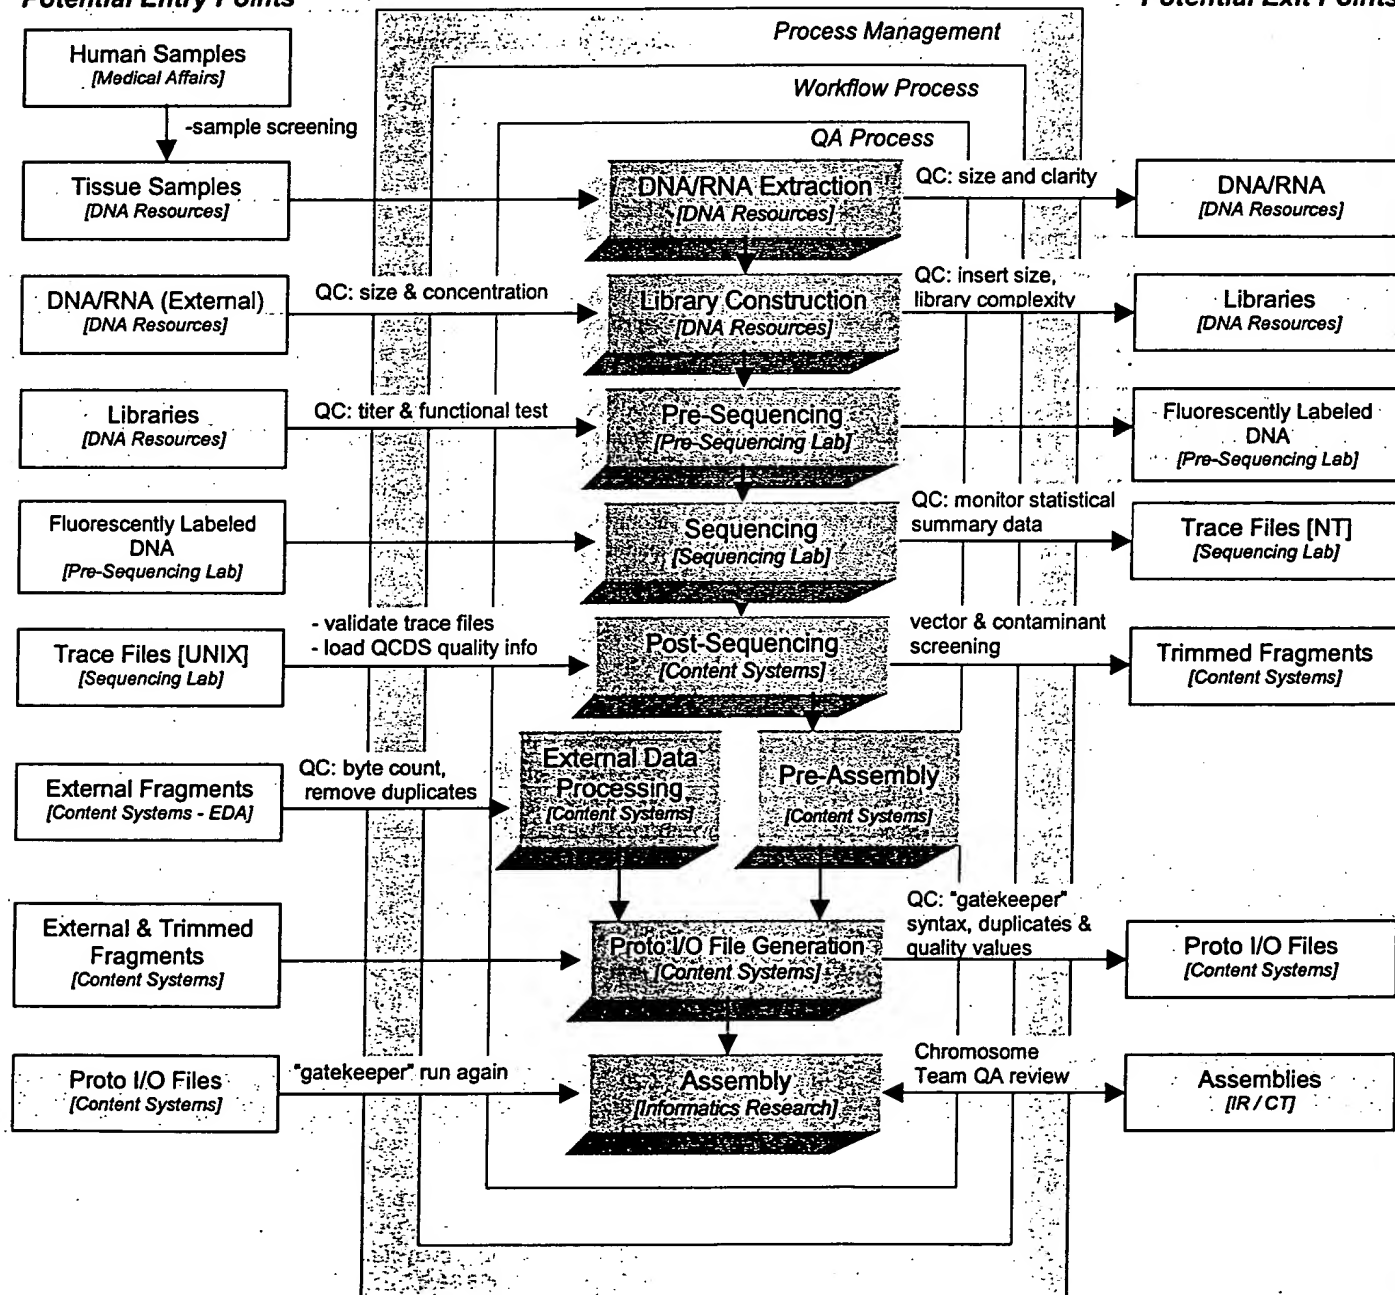 Potential Entry Points
Potential Exit Points
Process Management
Human Samples
[Medical Affairs]
Workflow Process
-sample screening
QA Process
Tissue Samples
[DNA Resources]
DNA/RNA Extraction
[DNA Resources]
QC: size and clarity
DNA/RNA
[DNA Resources]
DNA/RNA (External)
[DNA Resources]
QC: size & concentration
Library Construction
[DNA Resources]
QC: insert size,
library complexity
Libraries
[DNA Resources]
Libraries
[DNA Resources]
QC: titer & functional test
Pre-Sequencing
[Pre-Sequencing Lab]
Fluorescently Labeled
DNA
[Pre-Sequencing Lab]
Fluorescently Labeled
DNA
[Pre-Sequencing Lab]
Sequencing
[Sequencing Lab]
QC: monitor statistical
summary data
Trace Files [NT]
[Sequencing Lab]
Trace Files [UNIX]
[Sequencing Lab]
- validate trace files
- load QCDS quality info
Post-Sequencing
[Content Systems]
vector & contaminant
screening
Trimmed Fragments
[Content Systems]
External Fragments
[Content Systems - EDA]
QC: byte count,
remove duplicates
External Data
Processing
[Content Systems]
Pre-Assembly
[Content Systems]
External & Trimmed
Fragments
[Content Systems]
Proto I/O File Generation
[Content Systems]
QC: "gatekeeper"
syntax, duplicates &
quality values
Proto I/O Files
[Content Systems]
Proto I/O Files
[Content Systems]
"gatekeeper" run again
Assembly
[Informatics Research]
Chromosome
Team QA review
Assemblies
[IR / CT]